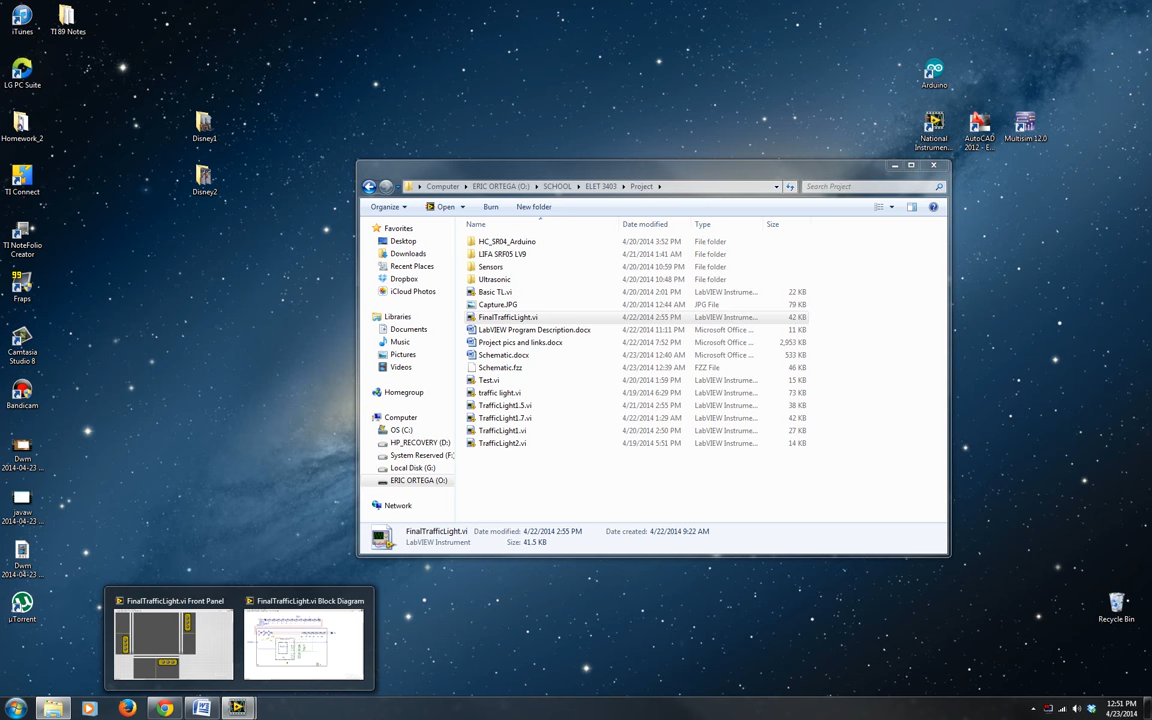 iTunes
TI 89 Notes
LG PC Suite
Homework_2
TI Connect
TI NoteFolio
Creator
Fraps
Camtasia
Studio 8
Bandicam
Dwm
2014-04-23 ...
javaw
2014-04-23 ...
Dwm
2014-04-23 ...
µTorrent
Disney1
Disney2
Arduino
National
Instrumen...
AutoCAD
2012 - E...
Multisim 12.0
Recycle Bin
Computer ERIC ORTEGA (O:) SCHOOL ELET 3403 Project
Search Project
Organize Open Burn New folder
Name Date modified Type Size
Favorites
Desktop
Downloads
Recent Places
Dropbox
iCloud Photos
Libraries
Documents
Music
Pictures
Videos
Homegroup
Computer
OS (C:)
HP_RECOVERY (D:)
System Reserved (F:
Local Disk (G:)
ERIC ORTEGA (O:)
Network
HC_SR04_Arduino 4/20/2014 3:52 PM File folder
LIFA SRF05 LV9 4/21/2014 1:41 AM File folder
Sensors 4/20/2014 10:59 PM File folder
Ultrasonic 4/20/2014 10:48 PM File folder
Basic TL.vi 4/20/2014 2:01 PM LabVIEW Instrume... 22 KB
Capture.JPG 4/20/2014 12:44 AM JPG File 79 KB
FinalTrafficLight.vi 4/22/2014 2:55 PM LabVIEW Instrume... 42 KB
LabVIEW Program Description.docx 4/22/2014 11:11 PM Microsoft Office ... 11 KB
Project pics and links.docx 4/22/2014 7:52 PM Microsoft Office ... 2,953 KB
Schematic.docx 4/23/2014 12:40 AM Microsoft Office ... 533 KB
Schematic.fzz 4/23/2014 12:39 AM FZZ File 46 KB
Test.vi 4/20/2014 1:59 PM LabVIEW Instrume... 15 KB
traffic light.vi 4/19/2014 6:29 PM LabVIEW Instrume... 73 KB
TrafficLight1.5.vi 4/21/2014 2:55 PM LabVIEW Instrume... 38 KB
TrafficLight1.7.vi 4/22/2014 1:29 AM LabVIEW Instrume... 42 KB
TrafficLight1.vi 4/20/2014 2:50 PM LabVIEW Instrume... 27 KB
TrafficLight2.vi 4/19/2014 5:51 PM LabVIEW Instrume... 14 KB
FinalTrafficLight.vi Date modified: 4/22/2014 2:55 PM Date created: 4/22/2014 9:22 AM
LabVIEW Instrument Size: 41.5 KB
FinalTrafficLight.vi Front Panel
FinalTrafficLight.vi Block Diagram
12:51 PM
4/23/2014